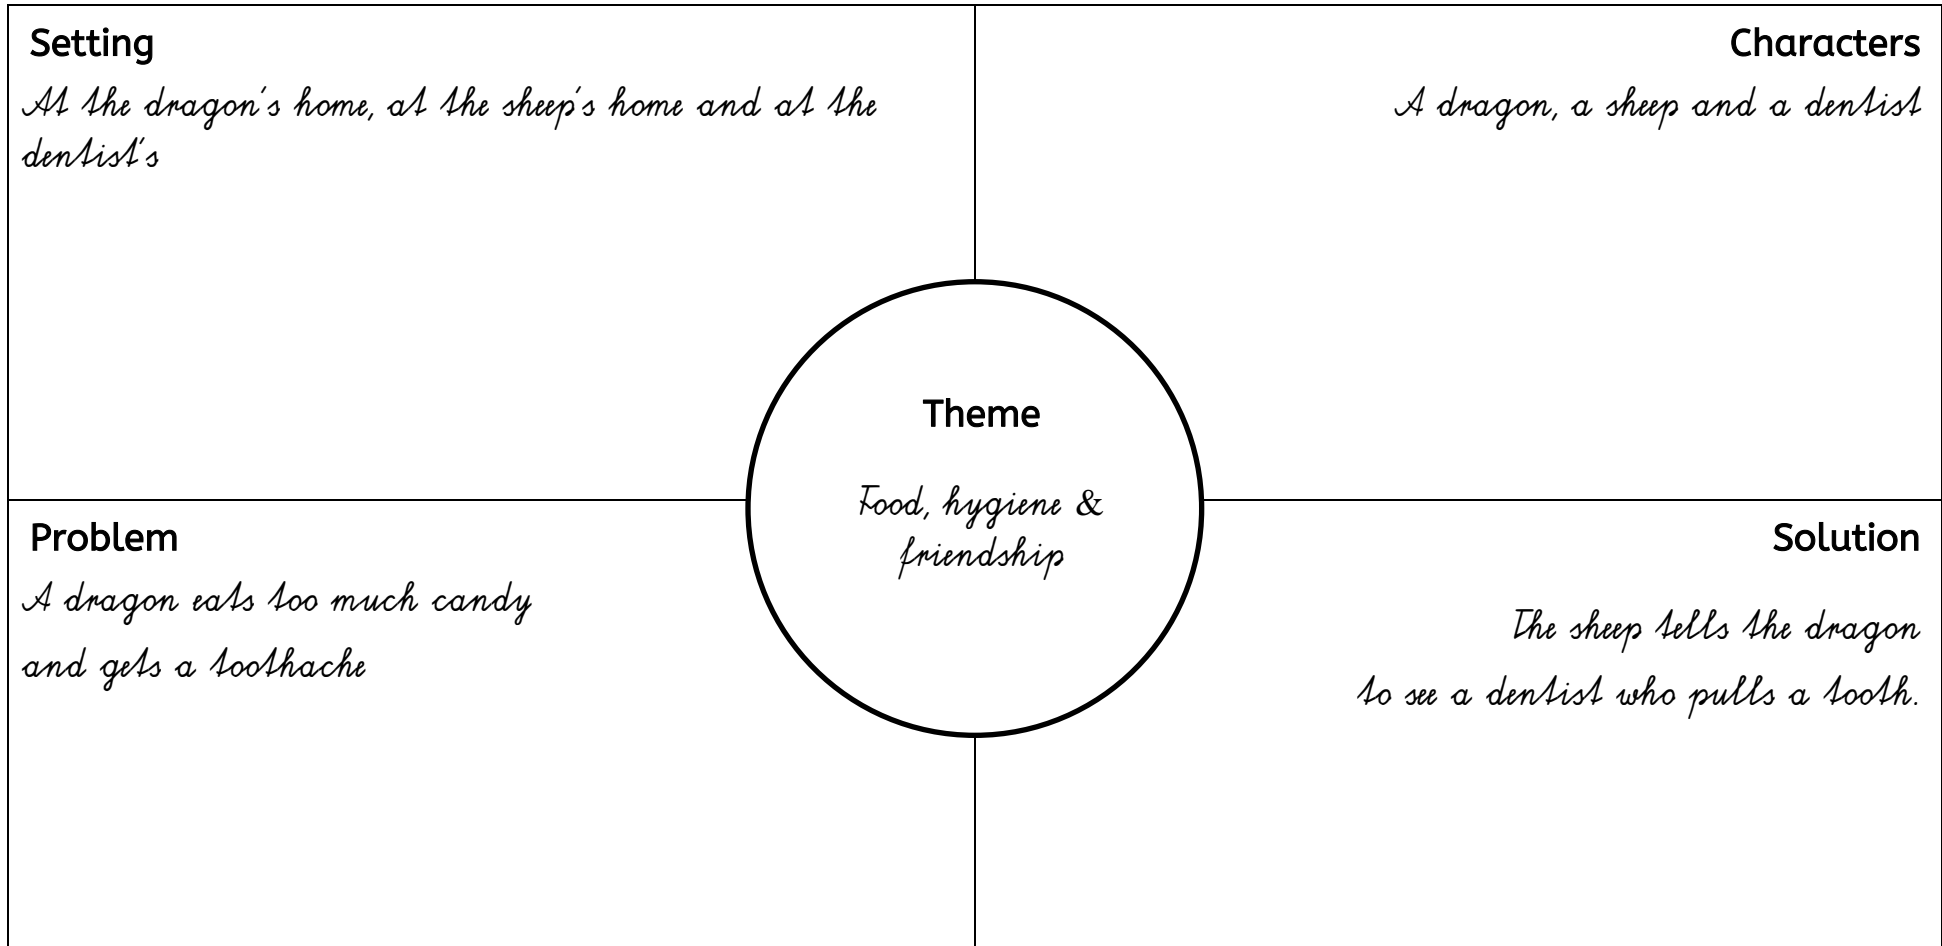 Setting
At the dragon's home, at the sheep's home and at the
dentist's
Characters
A dragon, a sheep and a dentist
Theme
Food, hygiene &
friendship
Problem
A dragon eats too much candy
and gets a toothache
Solution
The sheep tells the dragon
to see a dentist who pulls a tooth.